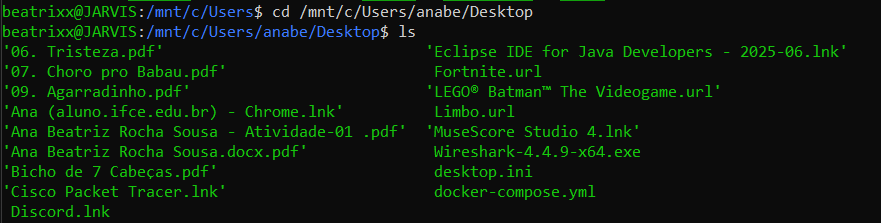 beatrixx@JARVIS:/mnt/c/Users$ cd /mnt/c/Users/anabe/Desktop
beatrixx@JARVIS:/mnt/c/Users/anabe/Desktop$ ls
'06. Tristeza.pdf' 'Eclipse IDE for Java Developers - 2025-06.lnk'
'07. Choro pro Babau.pdf' Fortnite.url
'09. Agarradinho.pdf' 'LEGO® Batman™ The Videogame.url'
'Ana (aluno.ifce.edu.br) - Chrome.lnk' Limbo.url
'Ana Beatriz Rocha Sousa - Atividade-01 .pdf' 'MuseScore Studio 4.lnk'
'Ana Beatriz Rocha Sousa.docx.pdf' Wireshark-4.4.9-x64.exe
'Bicho de 7 Cabeças.pdf' desktop.ini
'Cisco Packet Tracer.lnk' docker-compose.yml
Discord.lnk